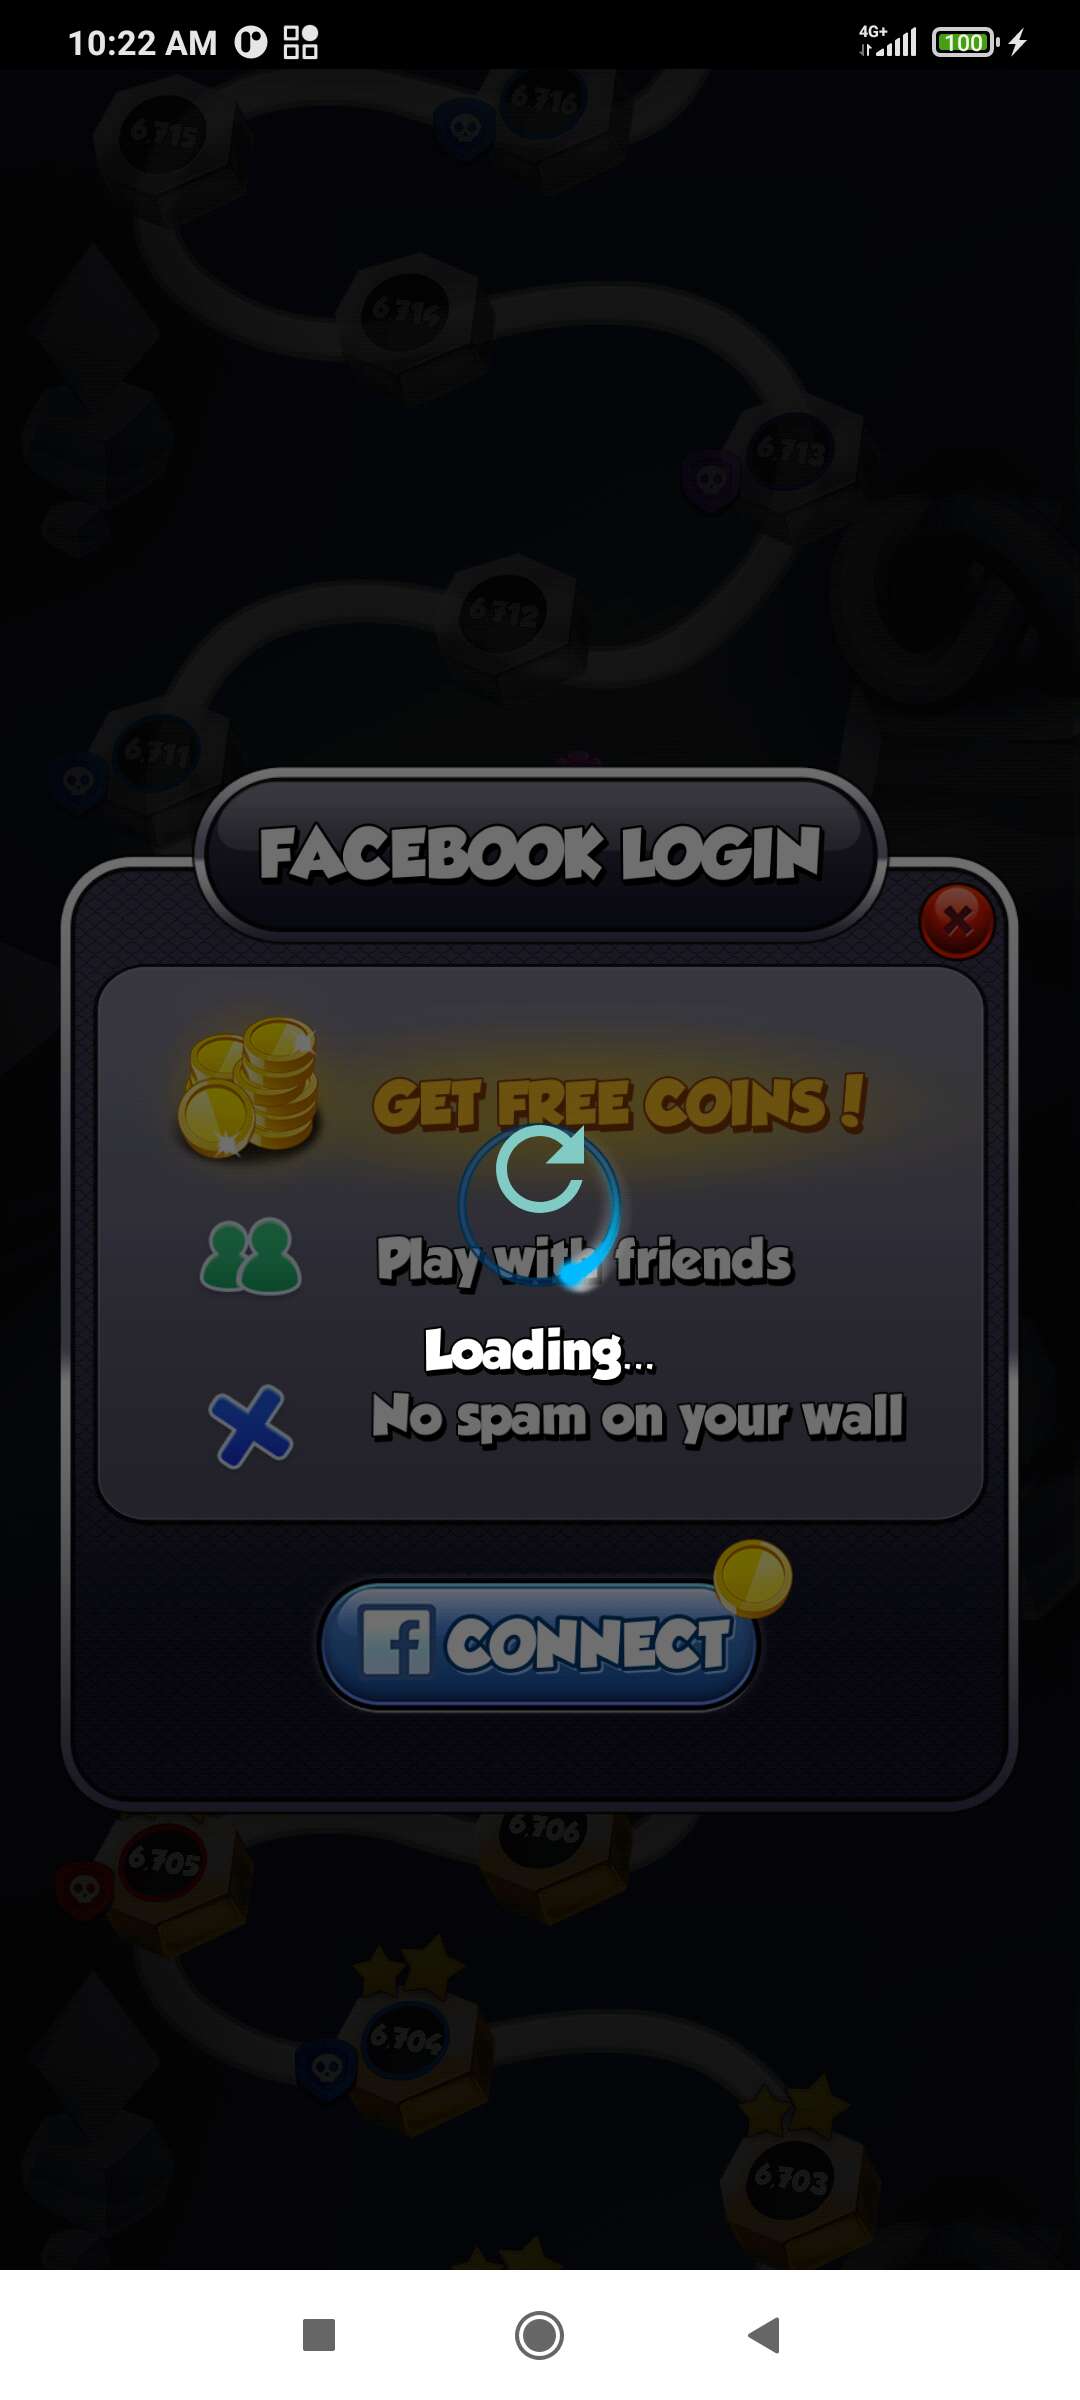 10:22 AM
4G+
100
6,715
6,716
6,714
6,713
6,712
6,711
FACEBOOK LOGIN
GET FREE COINS!
Play with friends
Loading...
No spam on your wall
f CONNECT
6,706
6,705
6,704
6,703